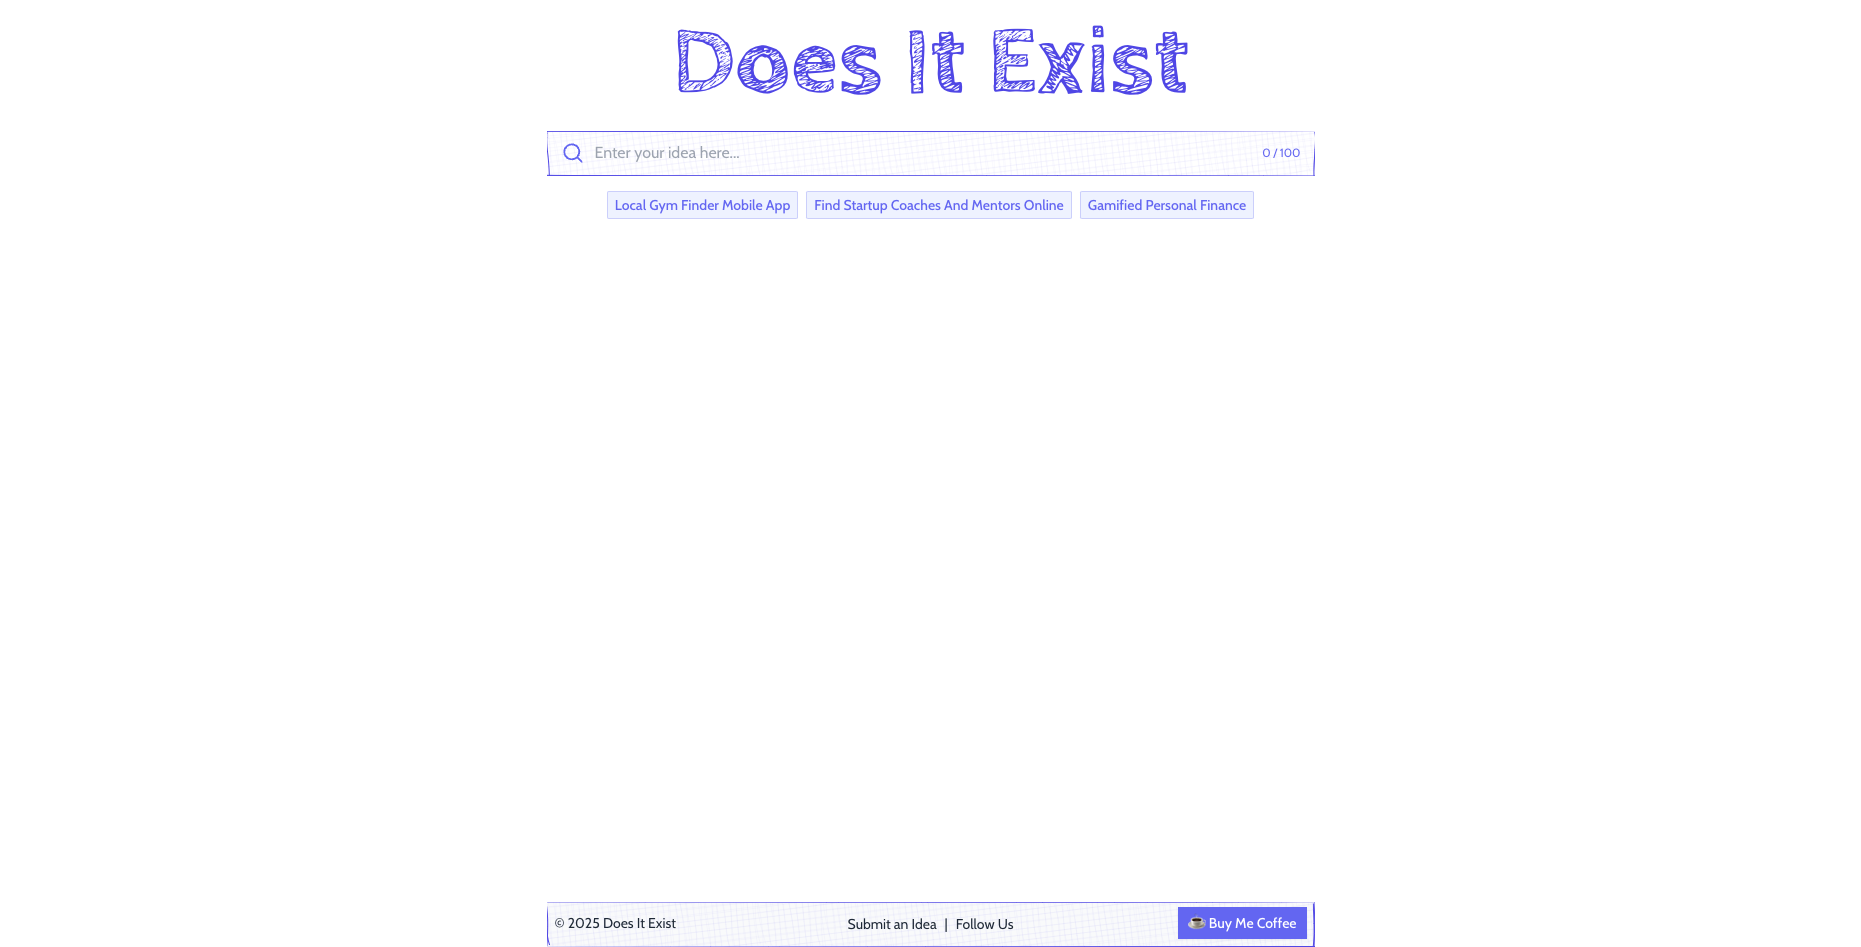 Does It Exist
Enter your idea here...
0 / 100
Local Gym Finder Mobile App
Find Startup Coaches And Mentors Online
Gamified Personal Finance
© 2025 Does It Exist
Submit an Idea | Follow Us
Buy Me Coffee